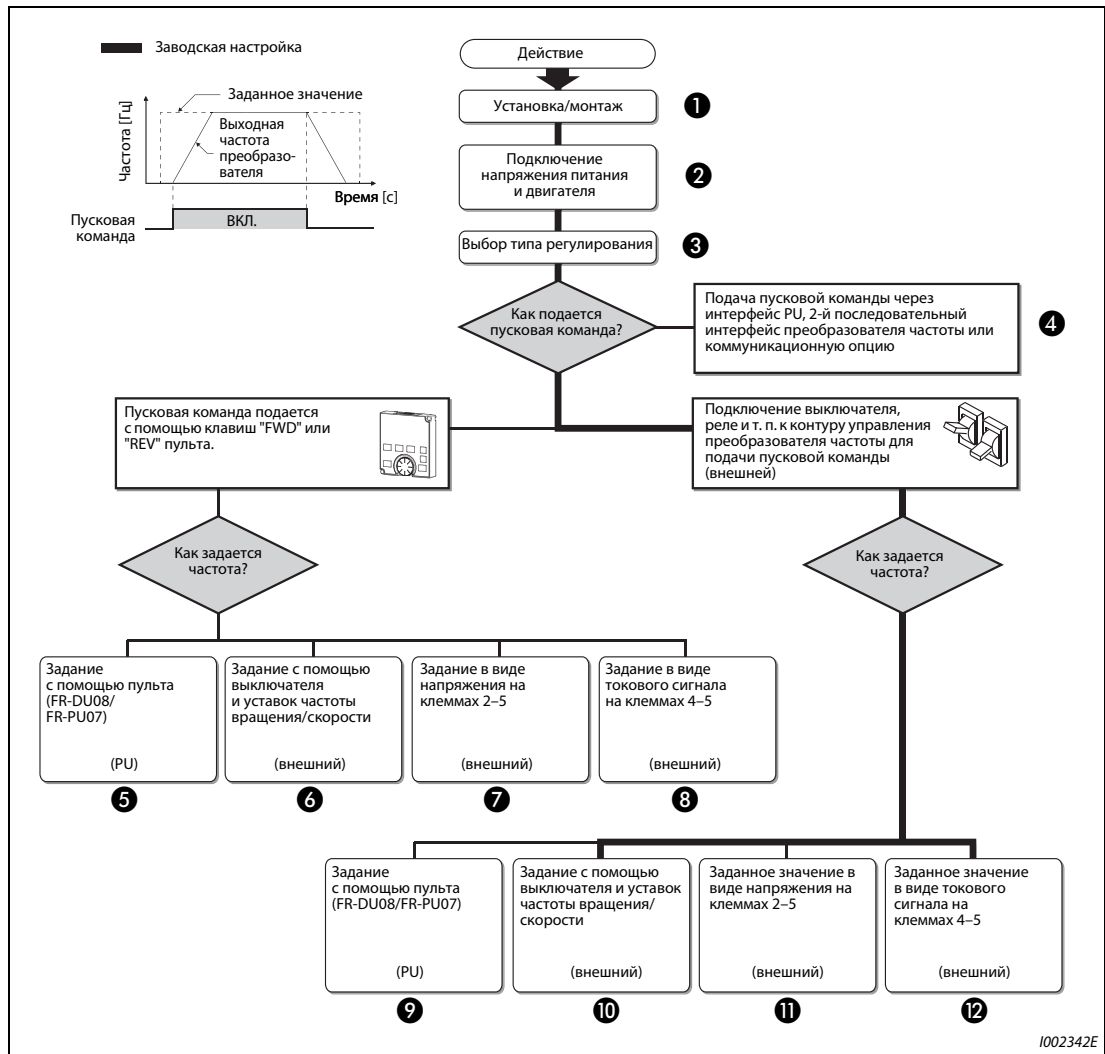 Заводская настройка
Действие
Заданное значение
Частота [Гц]
Выходная
частота
преобразо-
вателя
Время [с]
Пусковая
команда
ВКЛ.
Установка/монтаж
1
Подключение
напряжения питания
и двигателя
2
Выбор типа регулирования
3
Как подается
пусковая команда?
Подача пусковой команды через
интерфейс PU, 2-й последовательный
интерфейс преобразователя частоты или
коммуникационную опцию
4
Пусковая команда подается
с помощью клавиш "FWD" или
"REV" пульта.
Подключение выключателя,
реле и т. п. к контуру управления
преобразователя частоты для
подачи пусковой команды
(внешней)
Как задается
частота?
Как задается
частота?
Задание
с помощью пульта
(FR-DU08/
FR-PU07)
(PU)
5
Задание с помощью
выключателя
и уставок частоты
вращения/скорости
(внешний)
6
Задание в виде
напряжения на
клеммах 2–5
(внешний)
7
Задание в виде
токового сигнала
на клеммах 4–5
(внешний)
8
Задание
с помощью пульта
(FR-DU08/FR-PU07)
(PU)
9
Задание с помощью
выключателя и уставок
частоты вращения/
скорости
(внешний)
10
Заданное значение в
виде напряжения на
клеммах 2–5
(внешний)
11
Заданное значение
в виде токового
сигнала на
клеммах 4–5
(внешний)
12
I002342E